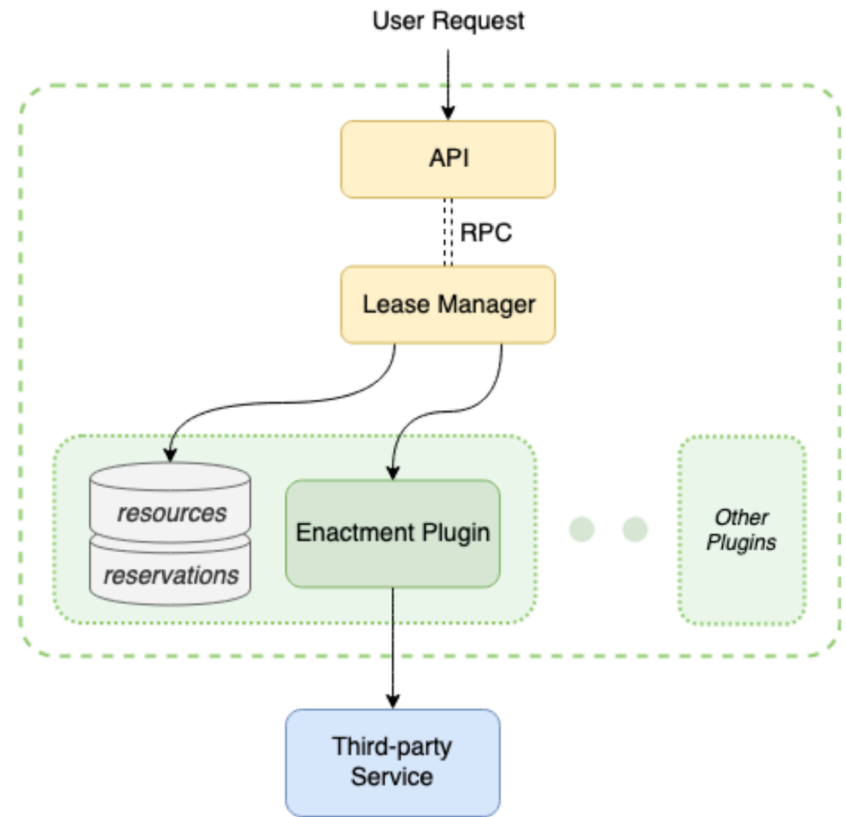 User Request
API
RPC
Lease Manager
resources
reservations
Enactment Plugin
Other
Plugins
Third-party
Service